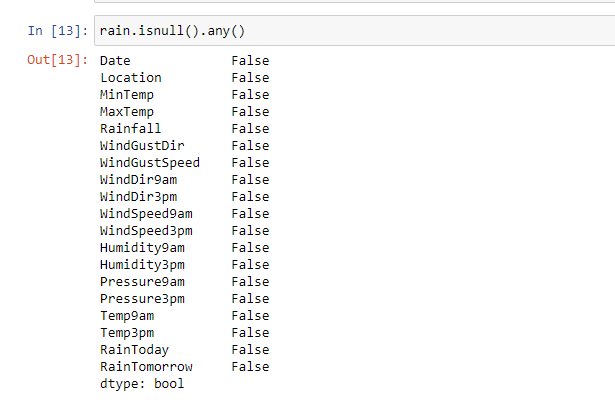 In [13]: rain.isnull().any()
Out[13]: Date False
Location False
MinTemp False
MaxTemp False
Rainfall False
WindGustDir False
WindGustSpeed False
WindDir9am False
WindDir3pm False
WindSpeed9am False
WindSpeed3pm False
Humidity9am False
Humidity3pm False
Pressure9am False
Pressure3pm False
Temp9am False
Temp3pm False
RainToday False
RainTomorrow False
dtype: bool